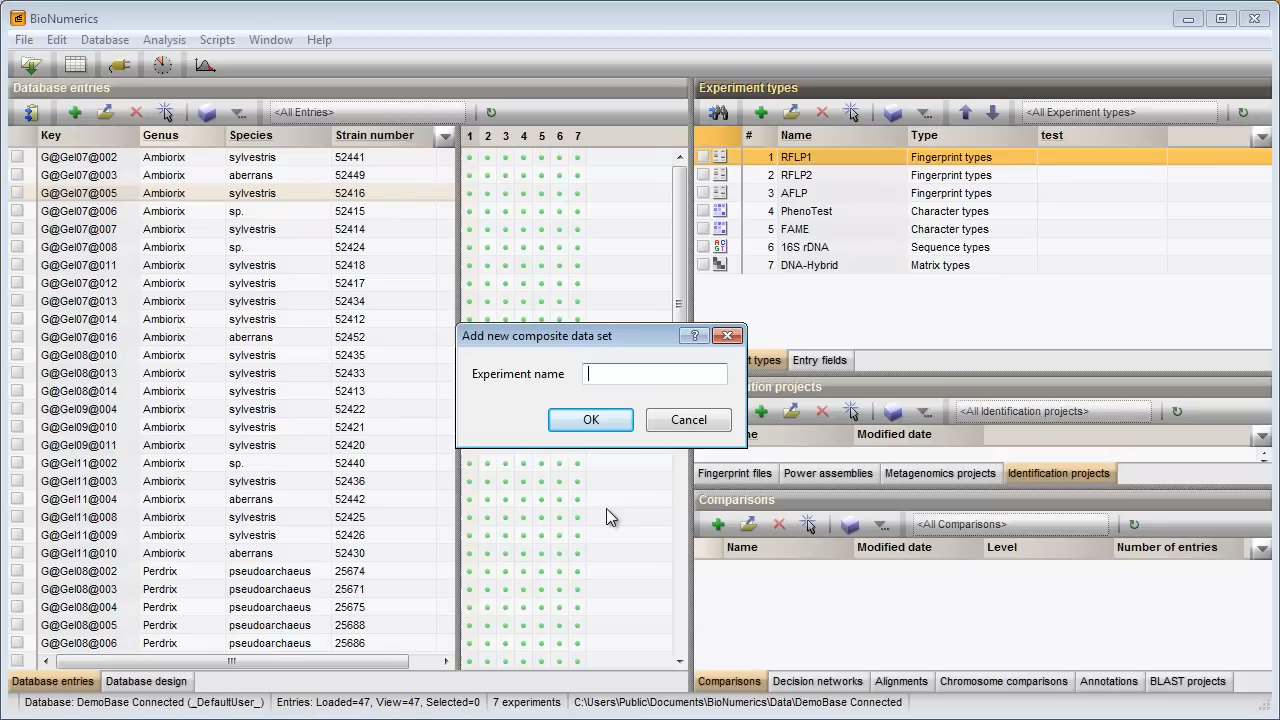 BioNumerics
File Edit Database Analysis Scripts Window Help
Database entries
<All Entries>
Key Genus Species Strain number 1 2 3 4 5 6 7
G@Gel07@002 Ambiorix sylvestris 52441
G@Gel07@003 Ambiorix aberrans 52449
G@Gel07@005 Ambiorix sylvestris 52416
G@Gel07@006 Ambiorix sp. 52415
G@Gel07@007 Ambiorix sylvestris 52414
G@Gel07@008 Ambiorix sp. 52424
G@Gel07@011 Ambiorix sylvestris 52418
G@Gel07@012 Ambiorix sylvestris 52417
G@Gel07@013 Ambiorix sylvestris 52434
G@Gel07@014 Ambiorix sylvestris 52412
G@Gel07@016 Ambiorix aberrans 52452
G@Gel08@010 Ambiorix sylvestris 52435
G@Gel08@013 Ambiorix sylvestris 52433
G@Gel08@014 Ambiorix sylvestris 52413
G@Gel09@004 Ambiorix sylvestris 52422
G@Gel09@010 Ambiorix sylvestris 52421
G@Gel09@011 Ambiorix sylvestris 52420
G@Gel11@002 Ambiorix sp. 52440
G@Gel11@003 Ambiorix sylvestris 52436
G@Gel11@004 Ambiorix aberrans 52442
G@Gel11@008 Ambiorix sylvestris 52425
G@Gel11@009 Ambiorix sylvestris 52426
G@Gel11@010 Ambiorix aberrans 52430
G@Gel08@002 Perdrix pseudoarchaeus 25674
G@Gel08@003 Perdrix pseudoarchaeus 25671
G@Gel08@004 Perdrix pseudoarchaeus 25675
G@Gel08@005 Perdrix pseudoarchaeus 25688
G@Gel08@006 Perdrix pseudoarchaeus 25686
Database entries Database design
Experiment types
<All Experiment types>
# Name Type test
1 RFLP1 Fingerprint types
2 RFLP2 Fingerprint types
3 AFLP Fingerprint types
4 PhenoTest Character types
5 FAME Character types
6 16S rDNA Sequence types
7 DNA-Hybrid Matrix types
t types Entry fields
Add new composite data set ?
Experiment name
OK Cancel
tion projects
<All Identification projects>
me Modified date
Fingerprint files Power assemblies Metagenomics projects Identification projects
Comparisons
<All Comparisons>
Name Modified date Level Number of entries
Comparisons Decision networks Alignments Chromosome comparisons Annotations BLAST projects
Database: DemoBase Connected (_DefaultUser_) Entries: Loaded=47, View=47, Selected=0 7 experiments C:\Users\Public\Documents\BioNumerics\Data\DemoBase Connected